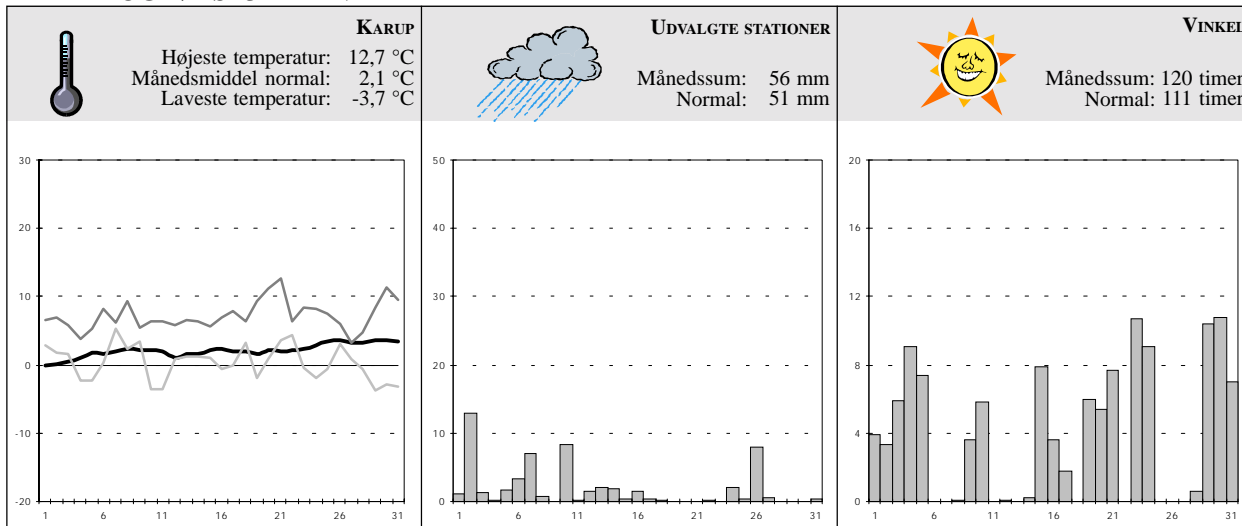 KARUP
Højeste temperatur: 12,7 °C
Månedsmiddel normal: 2,1 °C
Laveste temperatur: -3,7 °C
30
20
10
0
-10
-20
1 6 11 16 21 26 31
UDVALGTE STATIONER
Månedssum: 56 mm
Normal: 51 mm
50
40
30
20
10
0
1 6 11 16 21 26 31
VINKEL
Månedssum: 120 timer
Normal: 111 timer
20
16
12
8
4
0
1 6 11 16 21 26 31